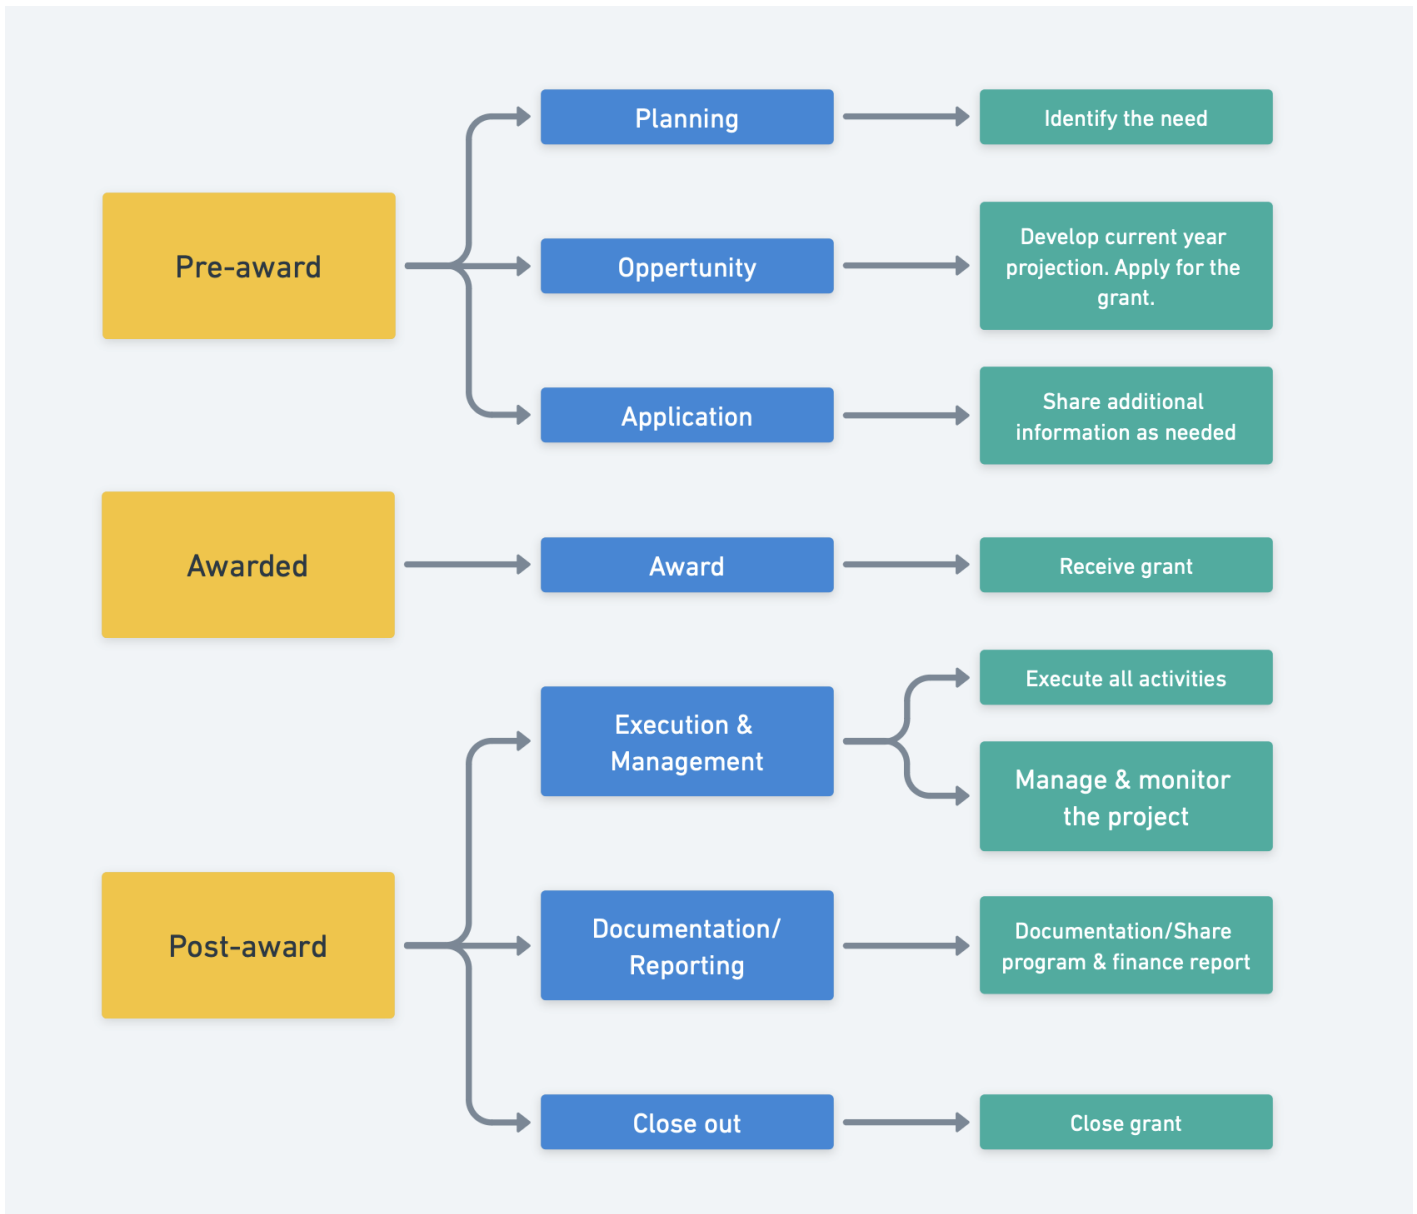 Pre-award
Planning
Identify the need
Oppertunity
Develop current year
projection. Apply for the
grant.
Application
Share additional
information as needed
Awarded
Award
Receive grant
Post-award
Execution &
Management
Execute all activities
Manage & monitor
the project
Documentation/
Reporting
Documentation/Share
program & finance report
Close out
Close grant